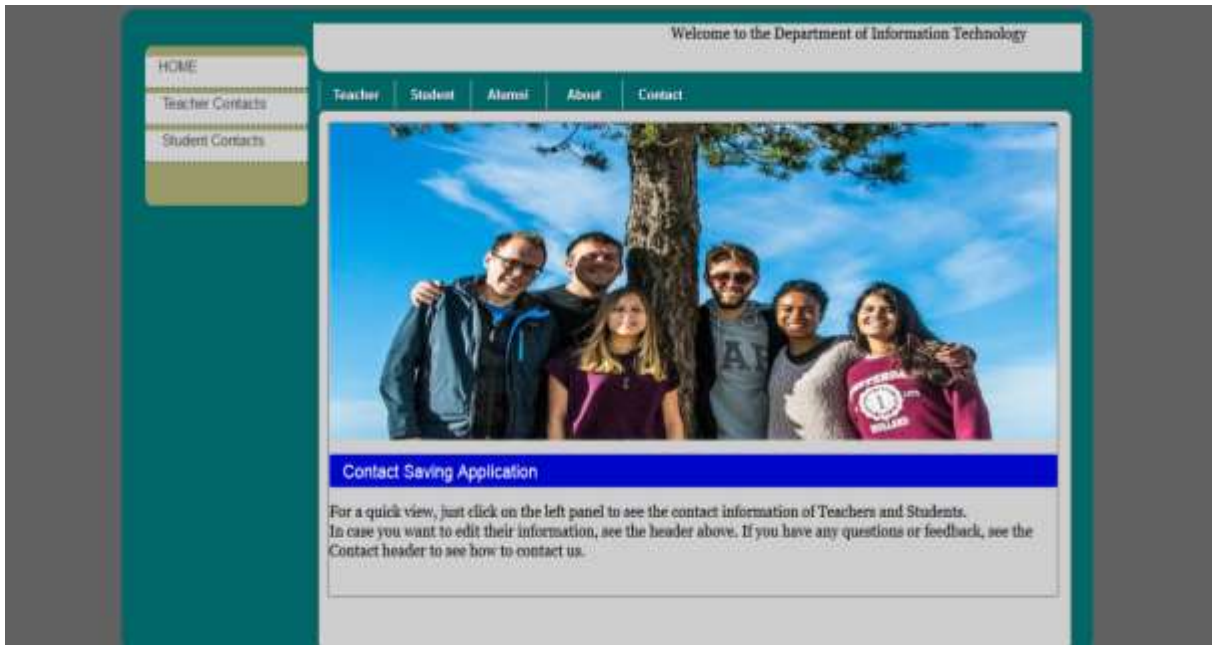 Welcome to the Department of Information Technology
HOME
Teacher Contacts
Student Contacts
Teacher
Student
Alumni
About
Contact
1
HOLLAND
Contact Saving Application
For a quick view, just click on the left panel to see the contact information of Teachers and Students.
In case you want to edit their information, see the header above. If you have any questions or feedback, see the
Contact header to see how to contact us.